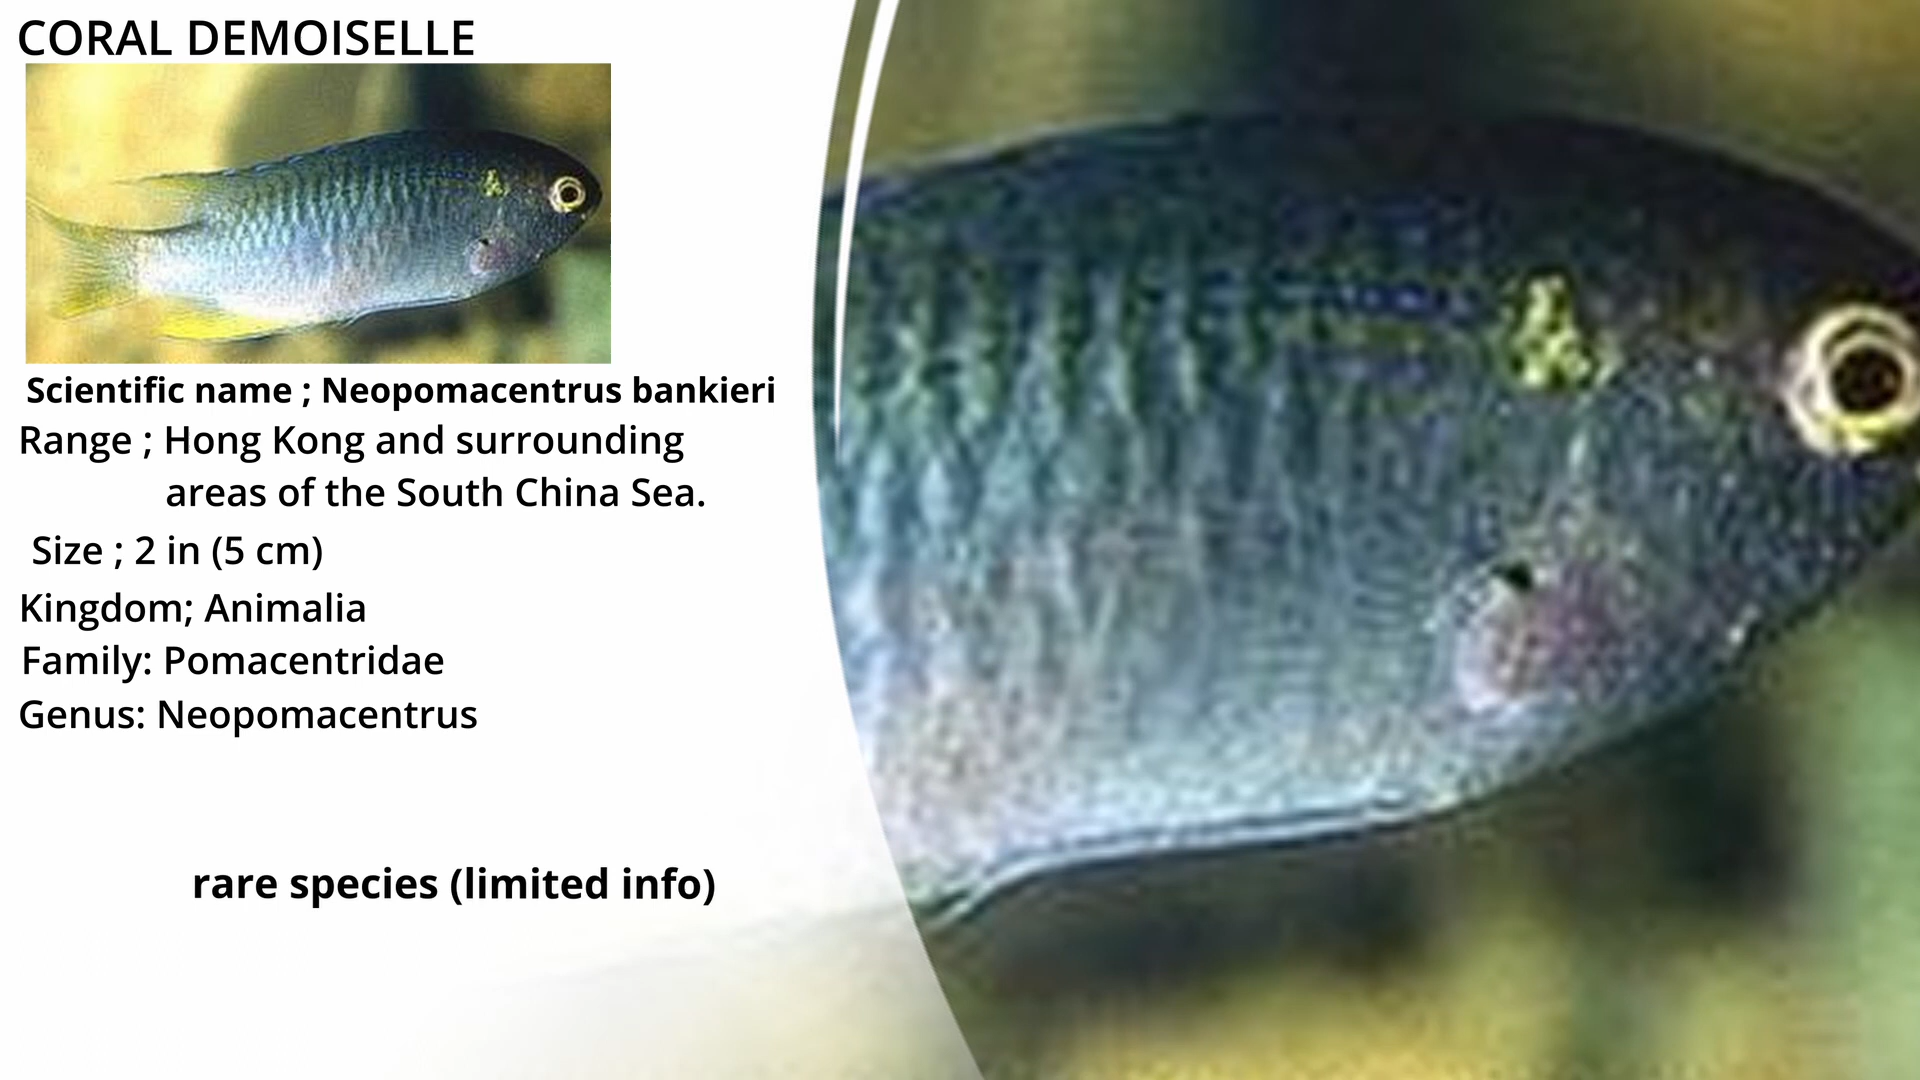 CORAL DEMOISELLE
Scientific name ; Neopomacentrus bankieri
Range ; Hong Kong and surrounding
areas of the South China Sea.
Size ; 2 in (5 cm)
Kingdom; Animalia
Family: Pomacentridae
Genus: Neopomacentrus
rare species (limited info)